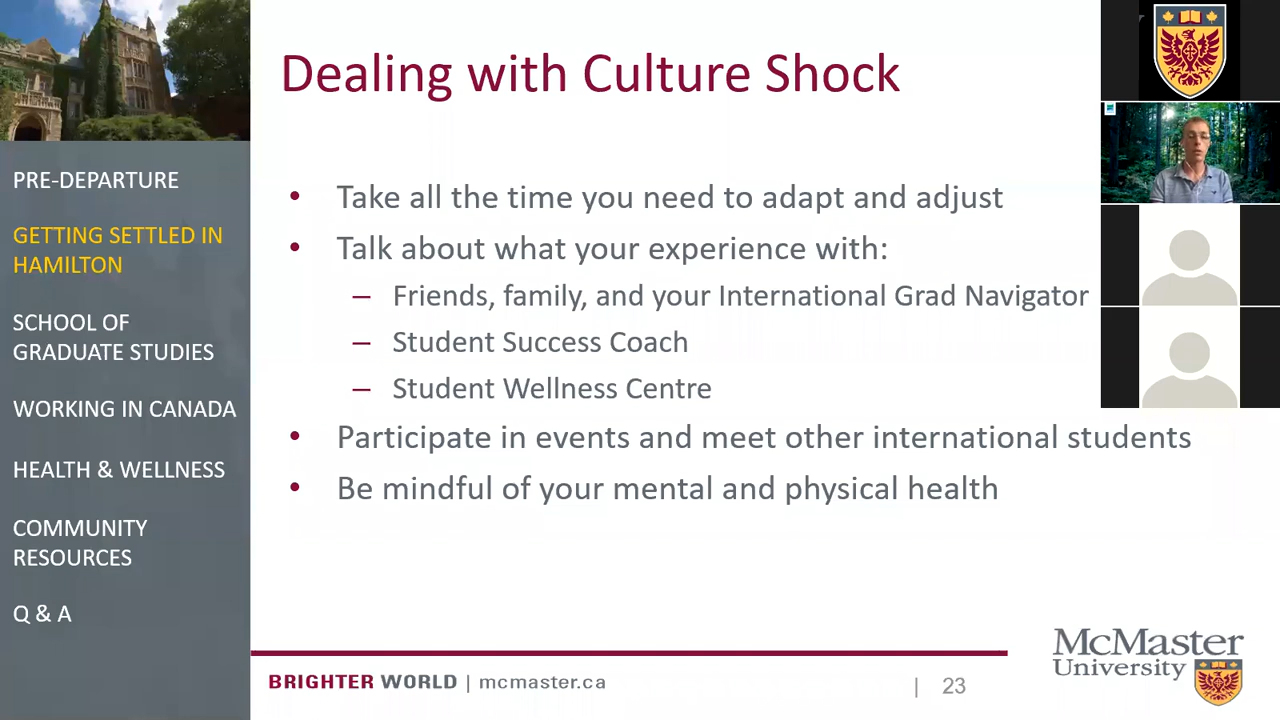 Dealing with Culture Shock
PRE-DEPARTURE
GETTING SETTLED IN
HAMILTON
SCHOOL OF
GRADUATE STUDIES
WORKING IN CANADA
HEALTH & WELLNESS
COMMUNITY
RESOURCES
Q & A
• Take all the time you need to adapt and adjust
• Talk about what your experience with:
– Friends, family, and your International Grad Navigator
– Student Success Coach
– Student Wellness Centre
• Participate in events and meet other international students
• Be mindful of your mental and physical health
BRIGHTER WORLD | mcmaster.ca
| 23
McMaster
University